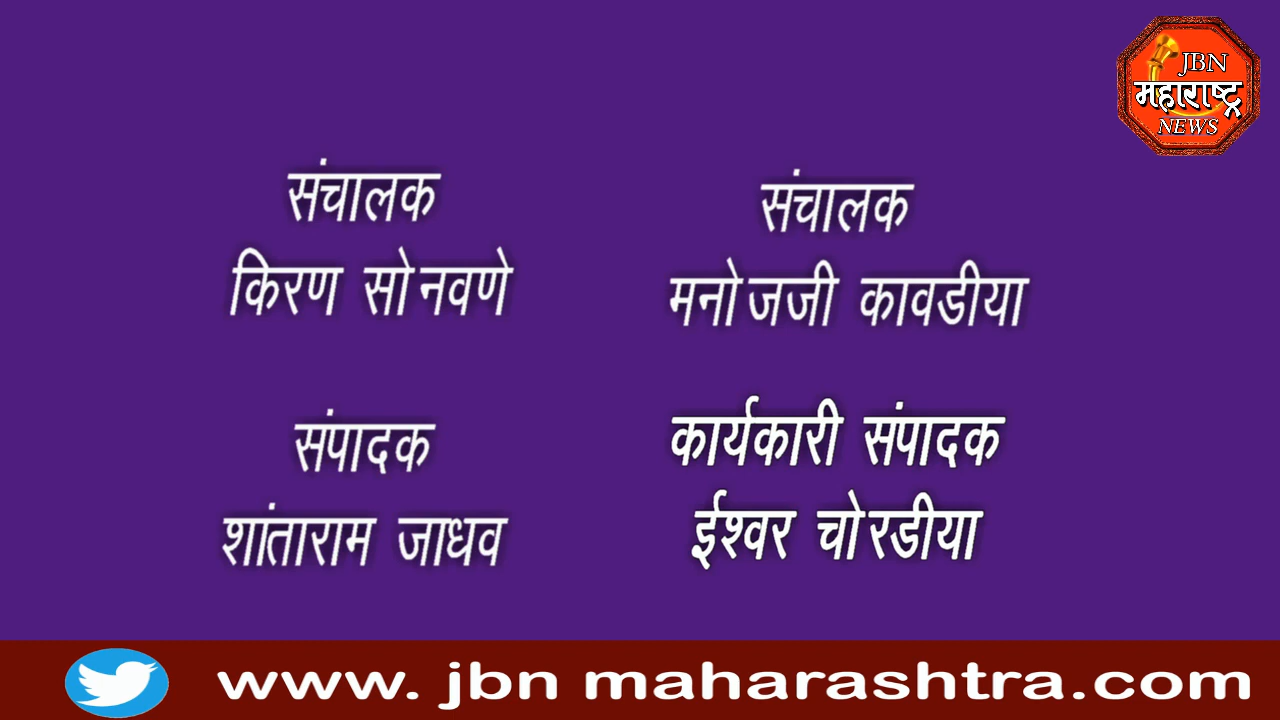 JBN
महाराष्ट्र
NEWS
संचालक
किरण सोनवणे
संचालक
मनोजजी कावडीया
संपादक
शांताराम जाधव
कार्यकारी संपादक
ईश्वर चोरडीया
www. jbn maharashtra.com